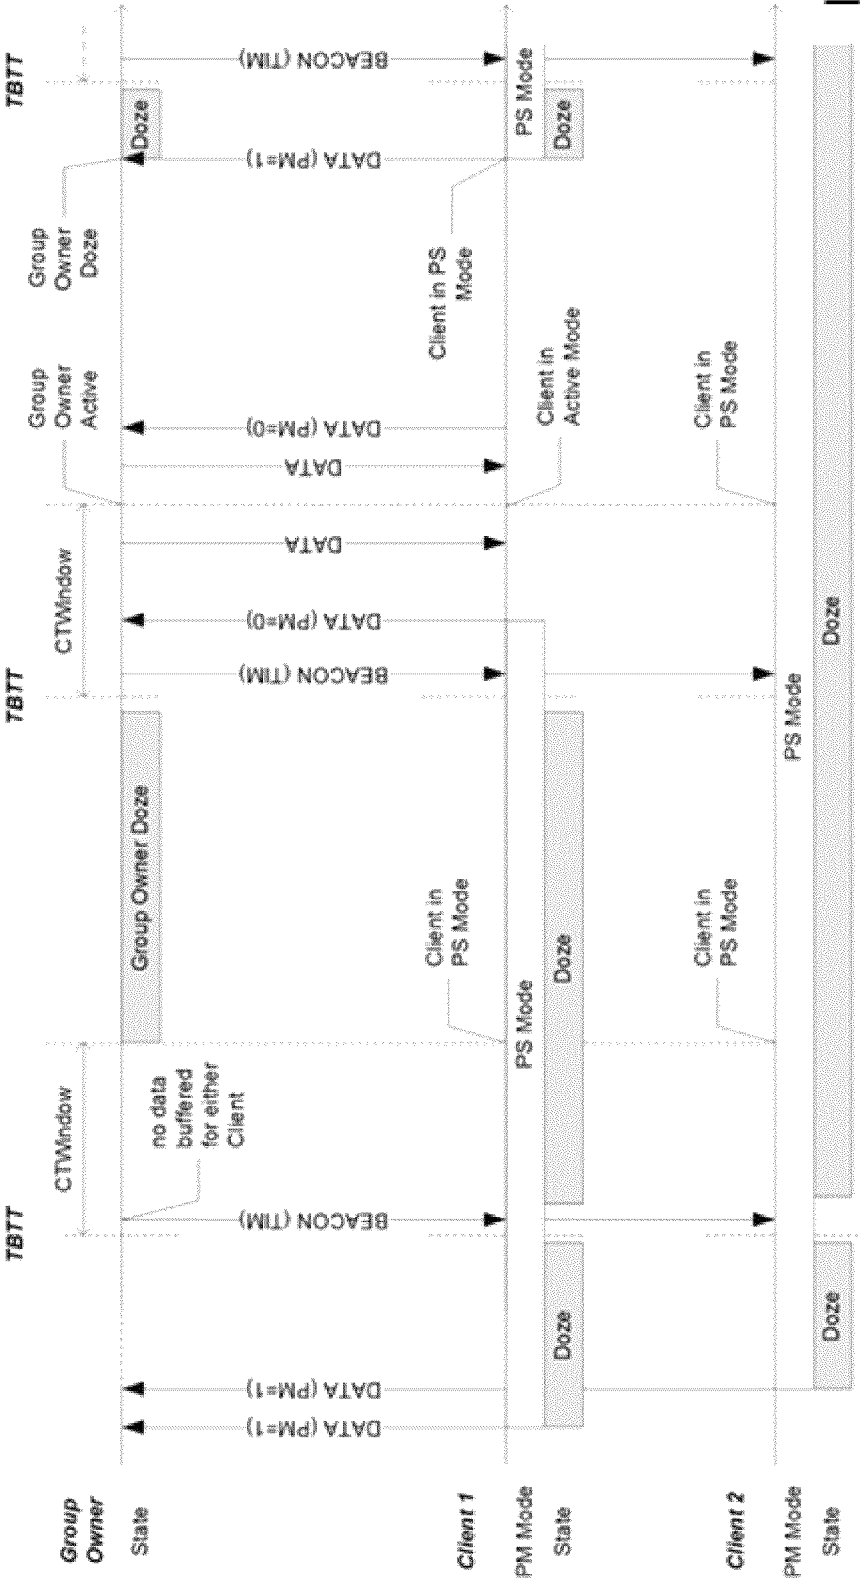 TBTT
TBTT
TBTT
CTWindow
CTWindow
Group
Owner
Active
Group
Owner
Doze
Group
Owner
State
no data
buffered
for either
Client
Group Owner Doze
Doze
DATA (PM=1)
DATA (PM=1)
BEACON (TIM)
BEACON (TIM)
DATA (PM=0)
DATA
DATA
DATA (PM=0)
DATA (PM=1)
BEACON (TIM)
Client in
PS Mode
Client in PS
Mode
Client 1
PM Mode
PS Mode
PS Mode
State
Doze
Doze
Doze
Client in
Active Mode
Client in
PS Mode
Client in
PS Mode
Client 2
PM Mode
PS Mode
State
Doze
Doze